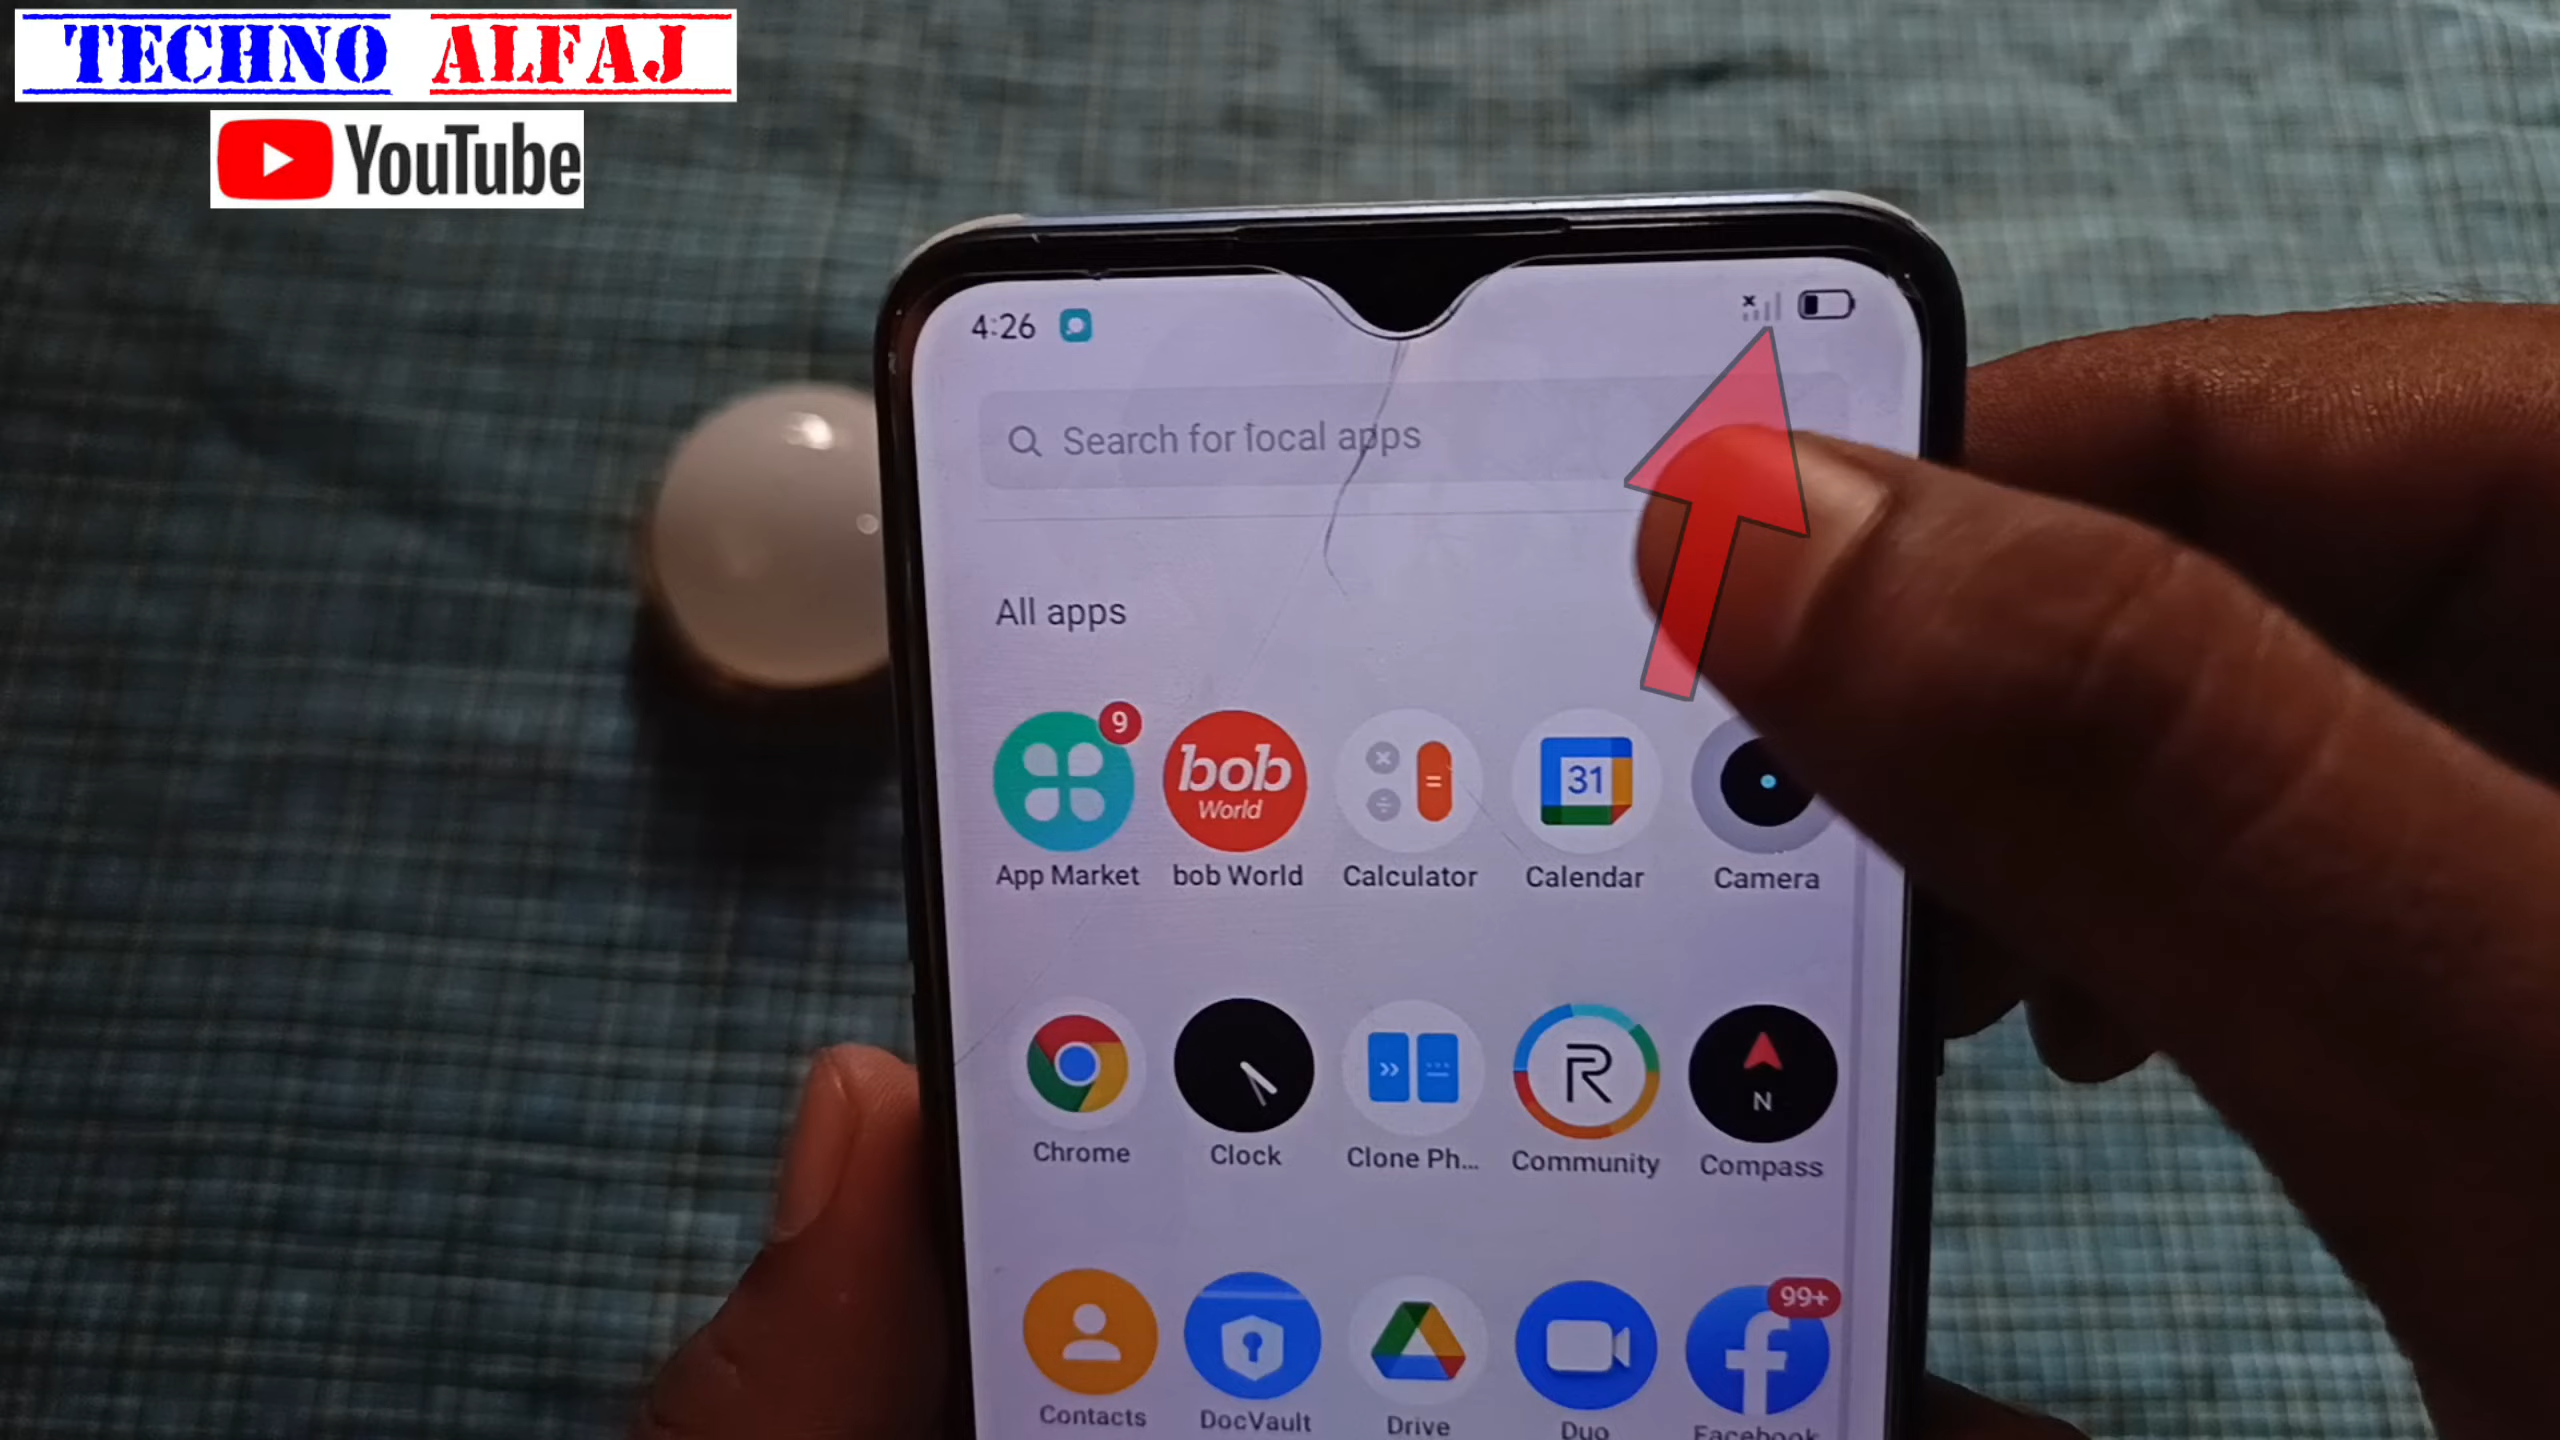 TECHNO ALFAJ
YouTube
4:26
Search for local apps
All apps
9
bob
World
31
App Market bob World Calculator Calendar Camera
R
N
Chrome Clock Clone Ph... Community Compass
99+
Contacts DocVault Drive Duo Facebook